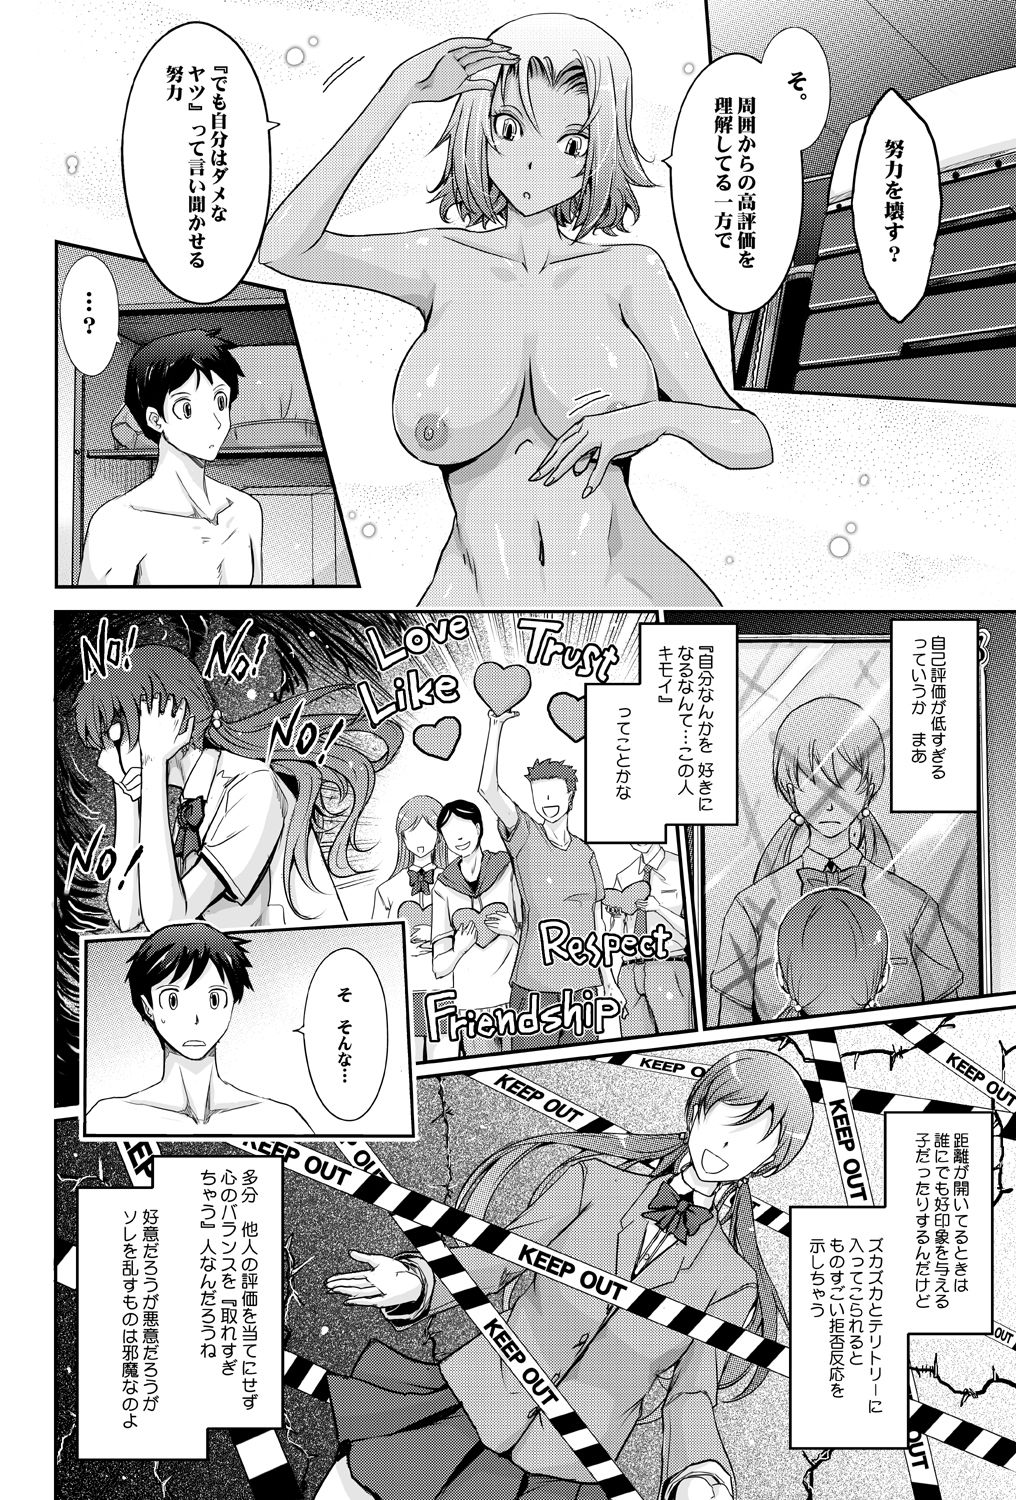 努力を壊す?
そ。
周囲からの高評価を
理解してる一方で
『でも自分はダメな
ヤツ』って言い聞かせる
努力
…?
自己評価が低すぎる
っていうか まあ
『自分なんかを 好きに
なるなんて…この人
キモイ』
ってことかな
Love
Like
Trust
Respect
Friendship
No!
No!
No!
No!
そ そんな…
距離が開いてるときは
誰にでも好印象を与える
子だったりするんだけど
ズカズカとテリトリーに
入ってこられると
ものすごい拒否反応を
示しちゃう
多分 他人の評価を当てにせず
心のバランスを『取れすぎ
ちゃう』人なんだろうね
好意だろうが悪意だろうが
ソレを乱すものは邪魔なのよ
KEEP OUT
KEEP OUT
KEEP OUT
KEEP OUT
KEEP OUT
KEEP OUT
KEEP OUT
KEEP OUT
KEEP OUT